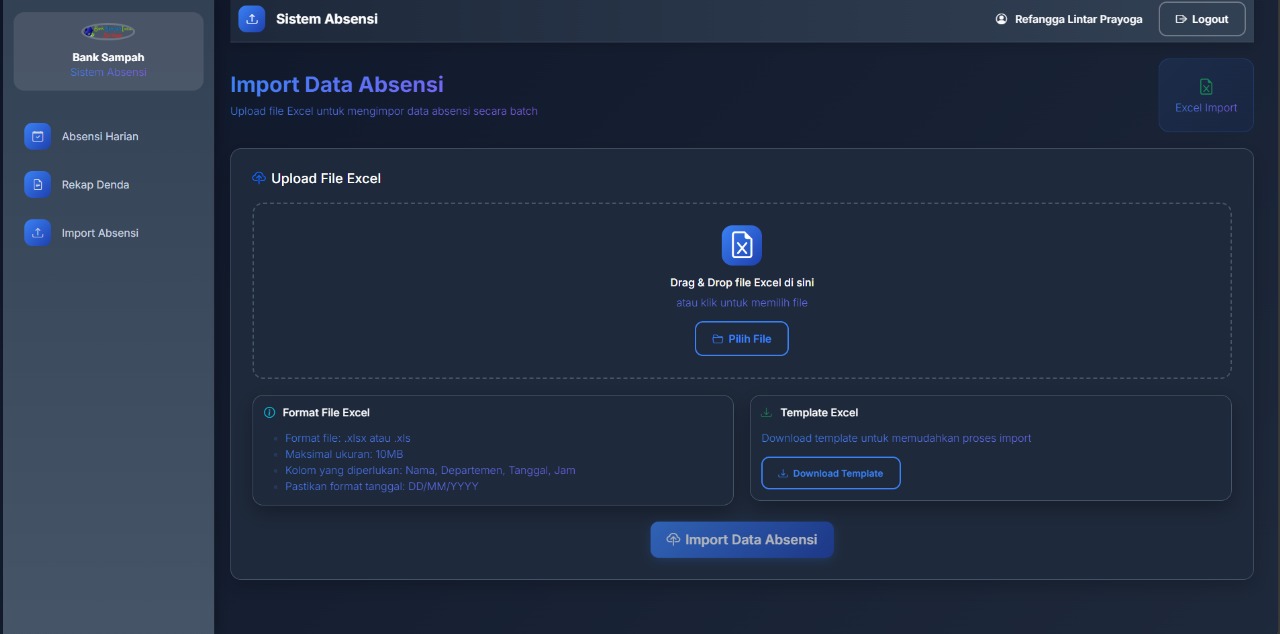 Bank Sampah
Sistem Absensi
Absensi Harian
Rekap Denda
Import Absensi
Sistem Absensi
Refangga Lintar Prayoga
Logout
Import Data Absensi
Upload file Excel untuk mengimpor data absensi secara batch
Excel Import
Upload File Excel
Drag & Drop file Excel di sini
atau klik untuk memilih file
Pilih File
Format File Excel
Format file: .xlsx atau .xls
Maksimal ukuran: 10MB
Kolom yang diperlukan: Nama, Departemen, Tanggal, Jam
Pastikan format tanggal: DD/MM/YYYY
Template Excel
Download template untuk memudahkan proses import
Download Template
Import Data Absensi